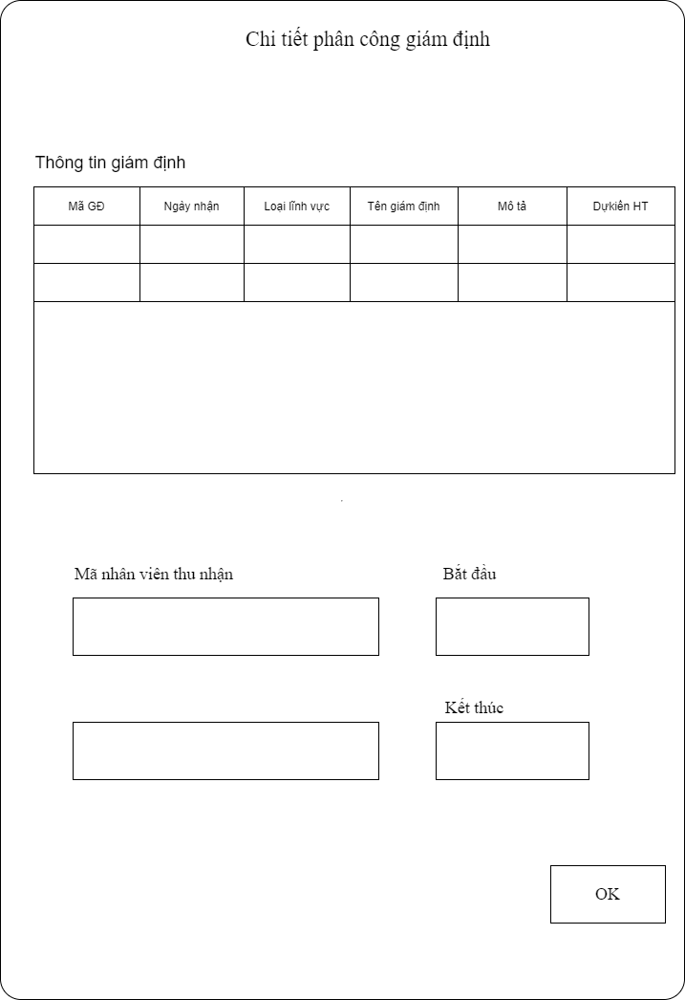 Chi tiết phân công giám định
Thông tin giám định
Mã GĐ Ngày nhận Loại lĩnh vực Tên giám định Mô tả Dựkiến HT
Mã nhân viên thu nhận Bắt đầu
Kết thúc
OK